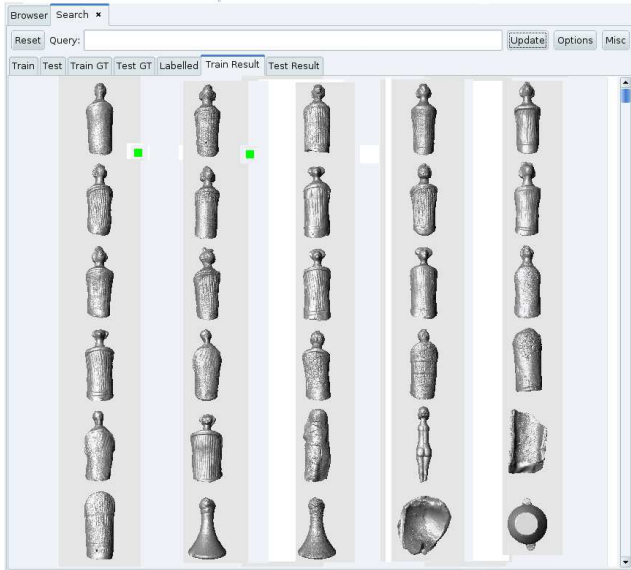 Browser Search ×
Reset Query: Update Options Misc
Train Test Train GT Test GT Labelled Train Result Test Result